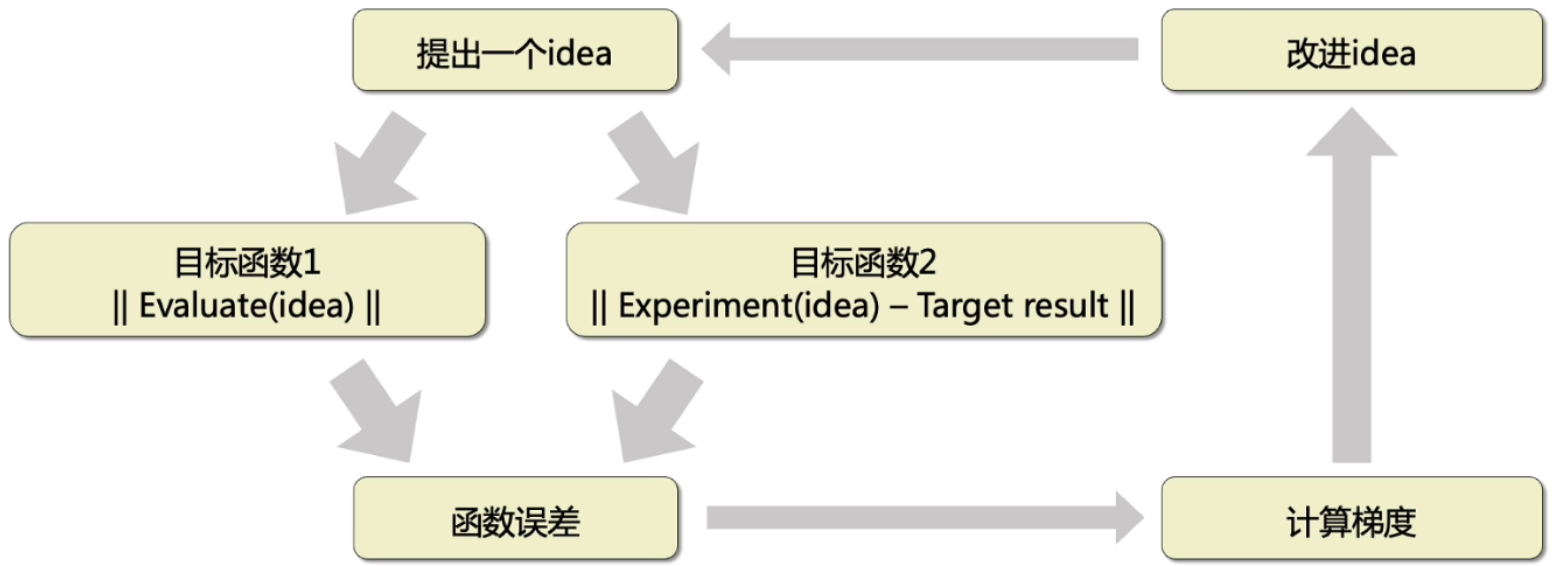 提出一个idea
改进idea
目标函数1
|| Evaluate(idea) ||
目标函数2
|| Experiment(idea) – Target result ||
函数误差
计算梯度